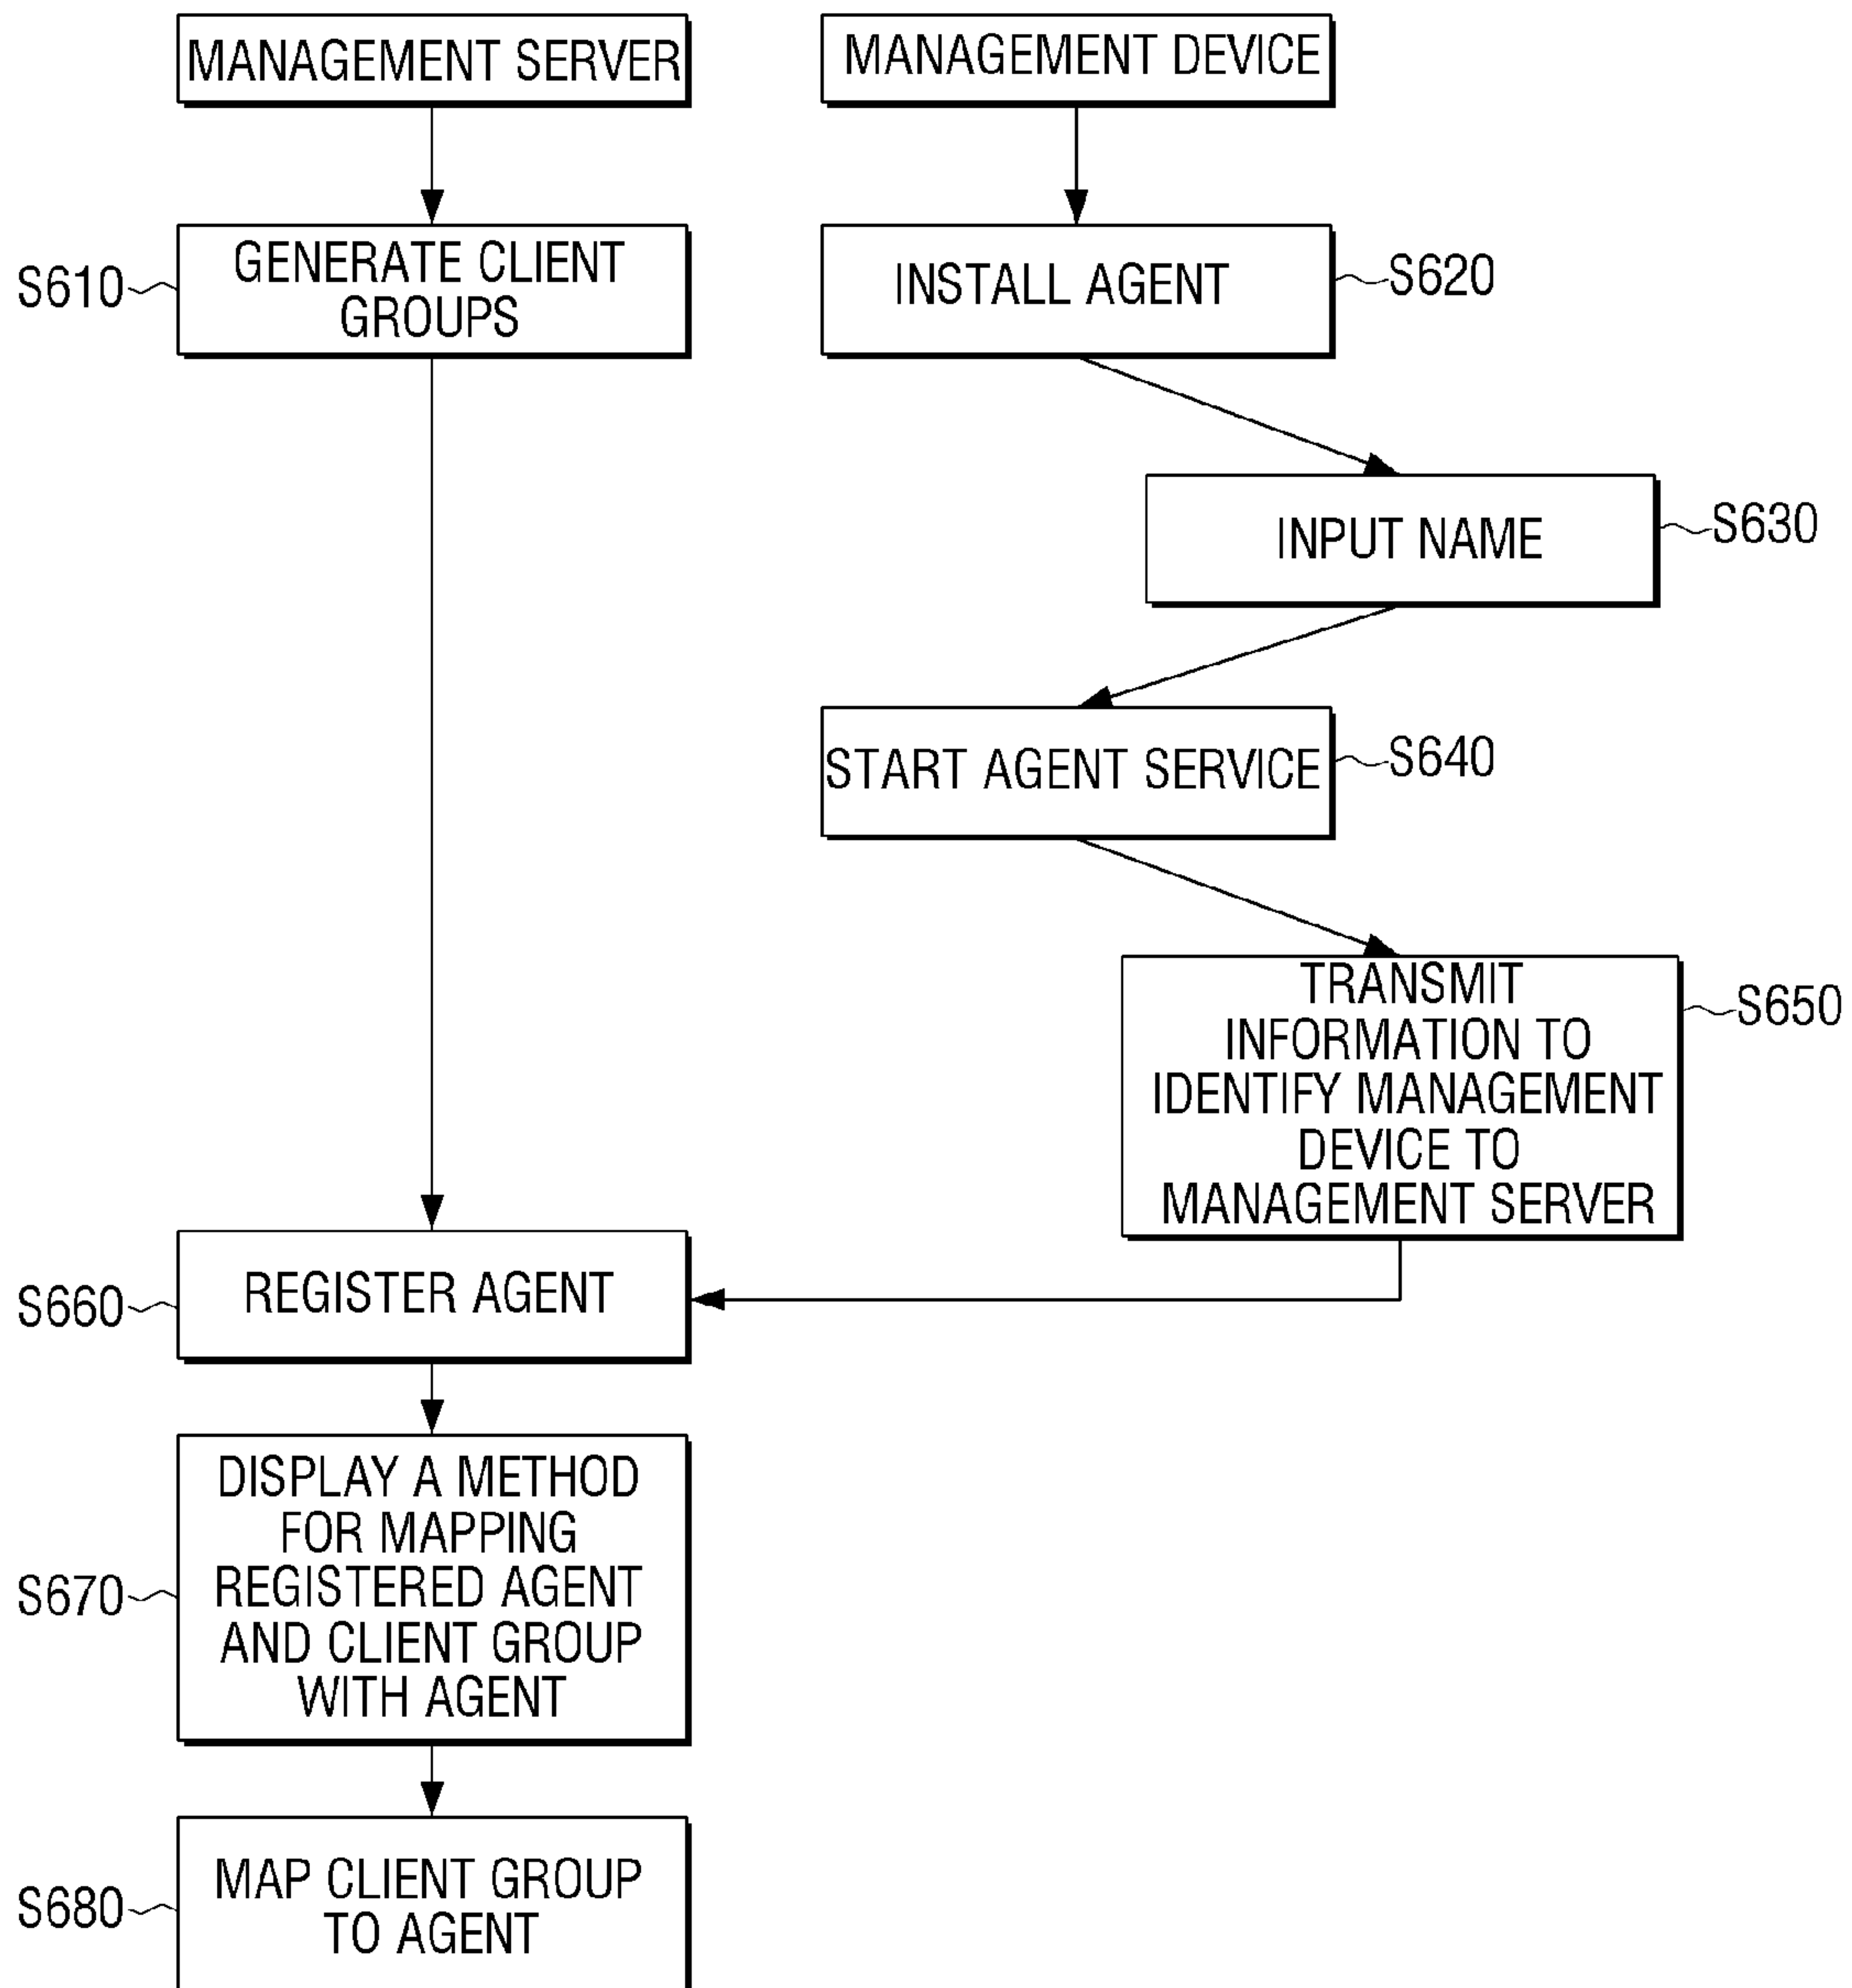 MANAGEMENT SERVER
MANAGEMENT DEVICE
S610
GENERATE CLIENT
GROUPS
INSTALL AGENT
S620
INPUT NAME
S630
START AGENT SERVICE
S640
TRANSMIT
INFORMATION TO
IDENTIFY MANAGEMENT
DEVICE TO
MANAGEMENT SERVER
S650
S660
REGISTER AGENT
S670
DISPLAY A METHOD
FOR MAPPING
REGISTERED AGENT
AND CLIENT GROUP
WITH AGENT
S680
MAP CLIENT GROUP
TO AGENT